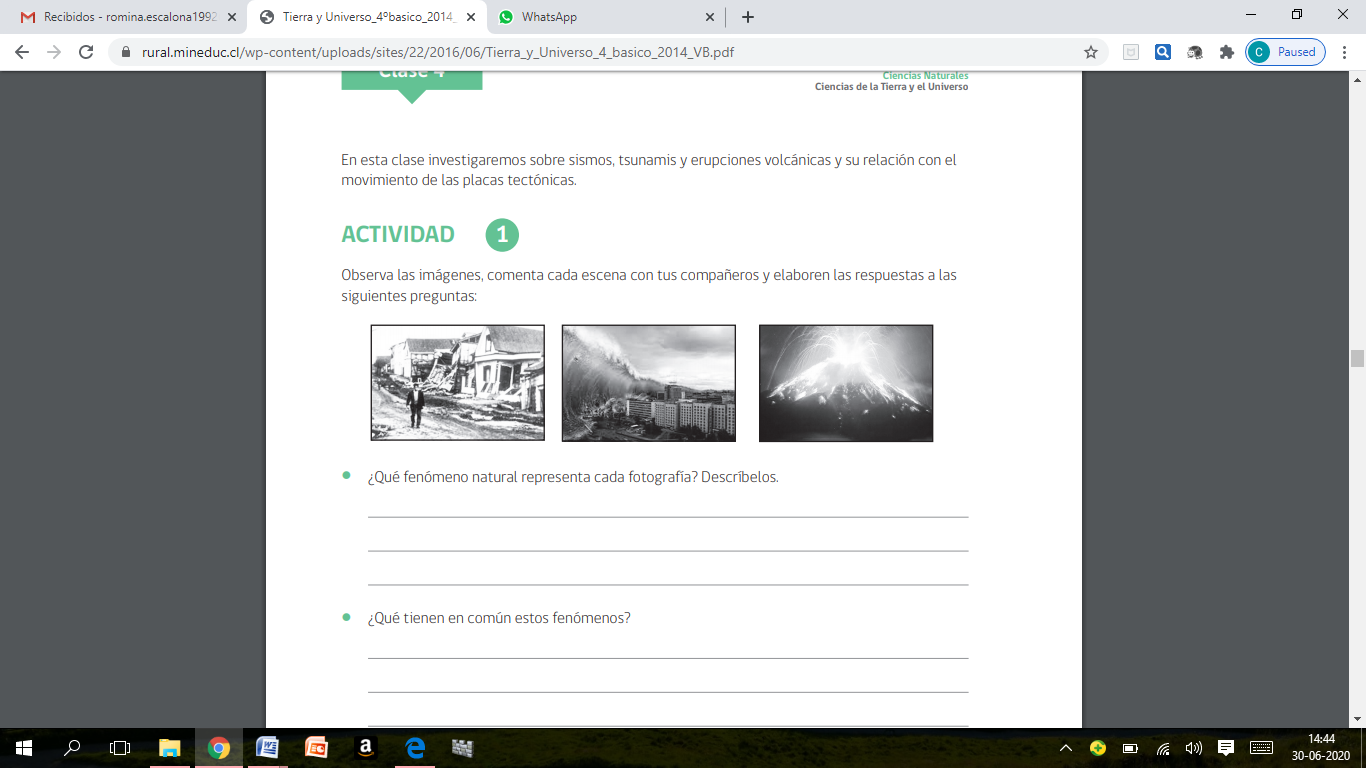 Recibidos - romina.escalona1992
Tierra y Universo_4ºbasico_2014_
WhatsApp
rural.mineduc.cl/wp-content/uploads/sites/22/2016/06/Tierra_y_Universo_4_basico_2014_VB.pdf
C Paused
Clase 4
Ciencias Naturales
Ciencias de la Tierra y el Universo
En esta clase investigaremos sobre sismos, tsunamis y erupciones volcánicas y su relación con el
movimiento de las placas tectónicas.
ACTIVIDAD 1
Observa las imágenes, comenta cada escena con tus compañeros y elaboren las respuestas a las
siguientes preguntas:
¿Qué fenómeno natural representa cada fotografía? Descríbelos.
¿Qué tienen en común estos fenómenos?
14:44
30-06-2020